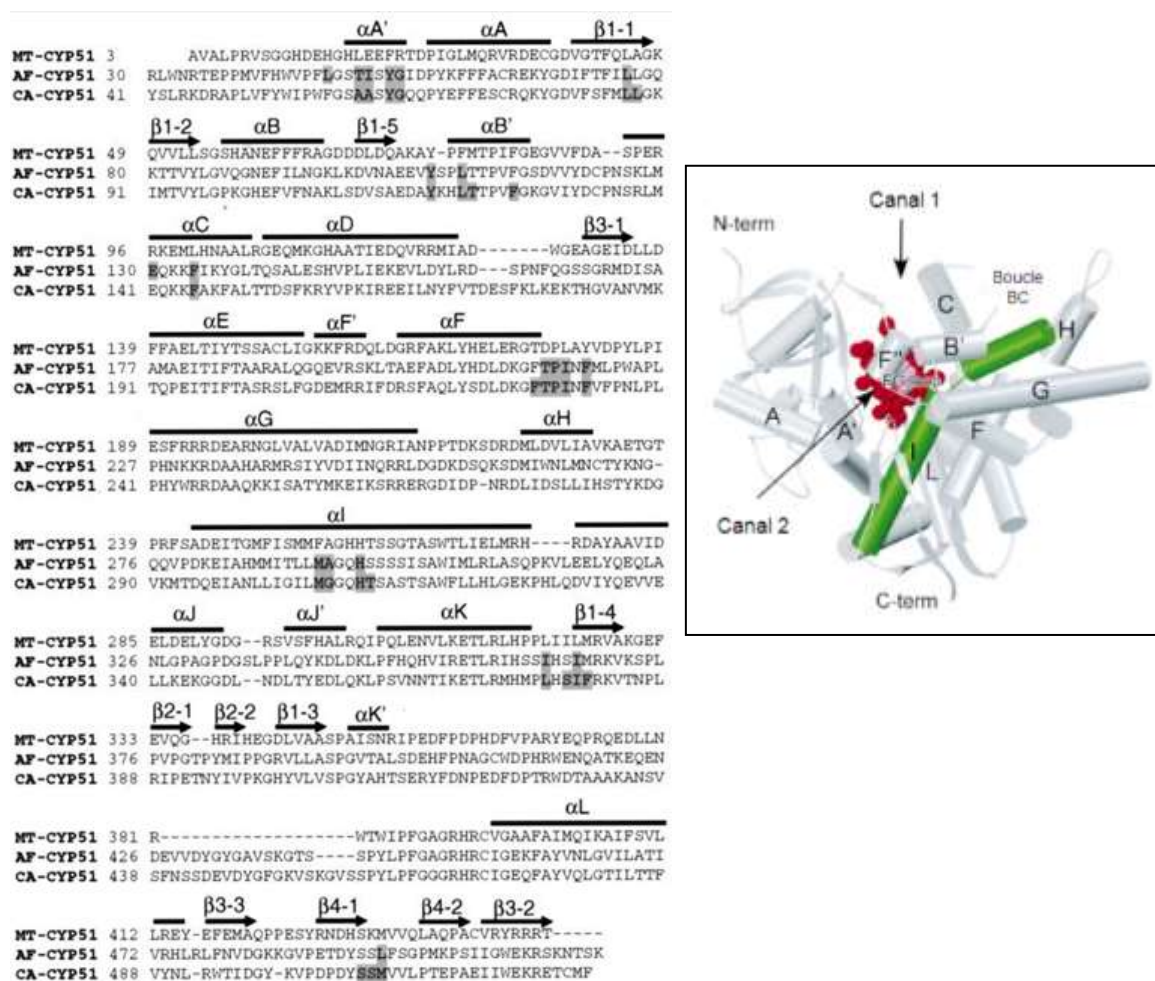 αA' αA β1-1
MT-CYP51 3 AVALPRVSGGHDEHGHLEEFRTDPIGLMQRVRDECGDVGTFQLAGK
AF-CYP51 30 RLWNRTEPPMVFHWVPFLGSTISYGIDPYKFFFACREKYGDIFTFILLGQ
CA-CYP51 41 YSLRKDRAPLVFYWIPWFGSAASYGQQPYEFFESCRQKYGDVFSFMLLGK
β1-2 αB β1-5 αB'
MT-CYP51 49 QVVLLSGSHANEFFFRAGDDDLDQAKAY-PFMTPIFGEGVVFDA--SPER
AF-CYP51 80 KTTVYLGVQGNEFILNGKLKDVNAEEVYSPLTTPVFGSDVVYDCPNSKLM
CA-CYP51 91 IMTVYLGPKGHEFVFNAKLSDVSAEDAYKHLTTPVFGKGVIYDCPNSRLM
αC αD β3-1
MT-CYP51 96 RKEMLHNAALRGEQMKGHAATIEDQVRRMIAD-------WGEAGEIDLLD
AF-CYP51 130 EQKKFIKYGLTQSALESHVPLIEKEVLDYLRD--SPNFQGSSGRMDISA
CA-CYP51 141 EQKKFAKFALTTDSFKRYVPKIREEILNYFVTDESFKLKEKTHGVANVMK
αE αF' αF
MT-CYP51 139 FFAELTIYTSSACLIGKKFRDQLDGRFAKLYHELERGTDPLAYVDPYLPI
AF-CYP51 177 AMAEITIFTAARALQGQEVRSKLTAEFADLYHDLDKGFTPINFMLPWAPL
CA-CYP51 191 TQPEITIFTASRSLFGDEMRRIFDRSFAQLYSDLDKGFTPINFVFPNLPL
αG αH
MT-CYP51 189 ESFRRRDEARNGLVALVADIMNGRIANPPTDKSDRDMLDVLIAVKAETGT
AF-CYP51 227 PHNKKRDAAHARMRSIYVDIINQRRLDGDKDSQKSDMIWNLMNCTYKNG-
CA-CYP51 241 PHYWRRDAAQKKISATYMKEIKSRRERGDIDP-NRDLIDSLLIHSTYKDG
αI
MT-CYP51 239 PRFSADEITGMFISMMFAGHHTSSGTASWTLIELMRH----RDAYAAVID
AF-CYP51 276 QQVPDKEIAHMMITLLMAGQHSSSSISAWIMLRLASQPKVLEELYQEQLA
CA-CYP51 290 VKMTDQEIANLLIGILMGGQHTSASTSAWFLLHLGEKPHLQDVIYQEVVE
αJ αJ' αK β1-4
MT-CYP51 285 ELDELYGDG--RSVSFHALRQIPQLENVLKETLRLHPPLIILMRVAKGEF
AF-CYP51 326 NLGPAGPDGSLPPLQYKDLDKLPFHQHVIRETLRIHSSIHSIMRKVKSPL
CA-CYP51 340 LLKEKGGDL--NDLTYEDLQKLPSVNNTIKETLRMHMPLHSIFRKVTNPL
β2-1 β2-2 β1-3 αK'
MT-CYP51 333 EVQG--HRIHEGDLVAASPAISNRIPEDFPDPHDFVPARYEQPRQEDLLN
AF-CYP51 376 PVPGTPYMIPPGRVLLASPGVTALSDEHFPNAGCWDPHRWENQATKEQEN
CA-CYP51 388 RIPETNYIVPKGHYVLVSPGYAHTSERYFDNPEDFDPTRWDTAAAKANSV
αL
MT-CYP51 381 R-----------------WTWIPFGAGRHRCVGAAFAIMQIKAIFSVL
AF-CYP51 426 DEVVDYGYGAVSKGTS----SPYLPFGAGRHRCIGEKFAYVNLGVILATI
CA-CYP51 438 SFNSSDEVDYGFGKVSKGVSSPYLPFGGGRHRCIGEQFAYVQLGTILTTF
β3-3 β4-1 β4-2 β3-2
MT-CYP51 412 LREY-EFEMAQPPESYRNDHSKMVVQLAQPACVRYRRRT-----
AF-CYP51 472 VRHLRLFNVDGKKGVPETDYSSLFSGPMKPSIIGWEKRSKNTSK
CA-CYP51 488 VYNL-RWTIDGY-KVPDPDYSSMVVLPTEPAEIIWEKRETCMF
Canal 1
N-term
Boucle
BC
C
H
B'
F"
G
A
A'
F
I
L
Canal 2
C-term